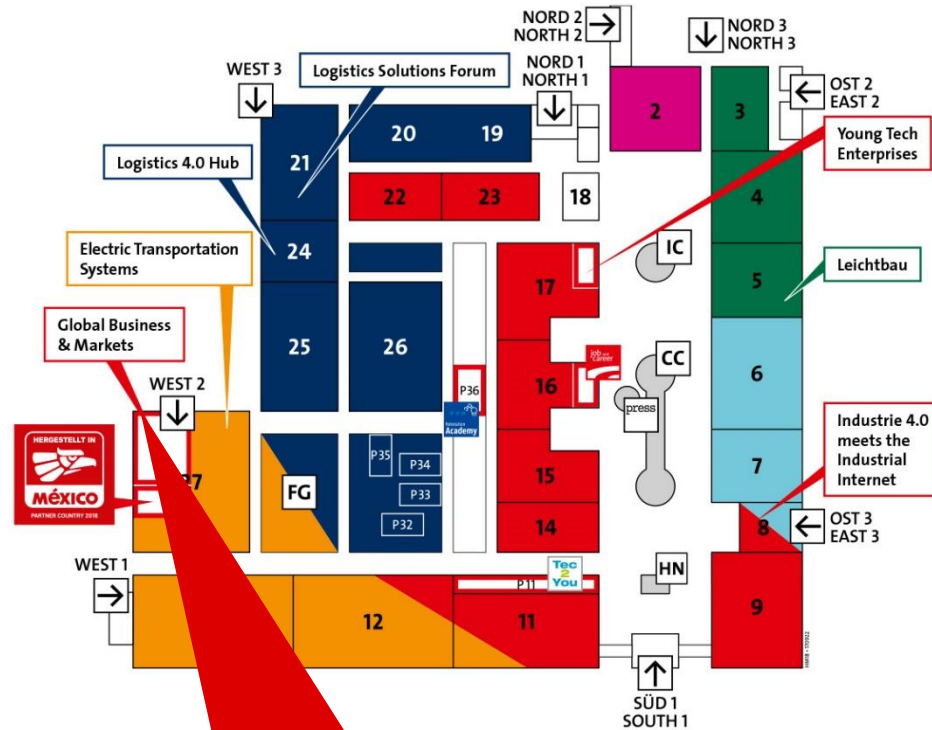 NORD 2
NORTH 2
NORD 3
NORTH 3
WEST 3
Logistics Solutions Forum
NORD 1
NORTH 1
OST 2
EAST 2
2
3
20
19
21
Young Tech
Enterprises
Logistics 4.0 Hub
22
23
18
4
24
Electric Transportation
Systems
IC
17
5
Leichtbau
Global Business
& Markets
25
26
job and
career
CC
P36
16
6
WEST 2
press
Academy
HERGESTELLT IN
MÉXICO
PARTNER COUNTRY 2018
27
FG
P35
P34
P33
P32
15
7
Industrie 4.0
meets the
Industrial
Internet
14
8
OST 3
EAST 3
WEST 1
Tec
2
You
HN
P11
12
11
9
SÜD 1
SOUTH 1